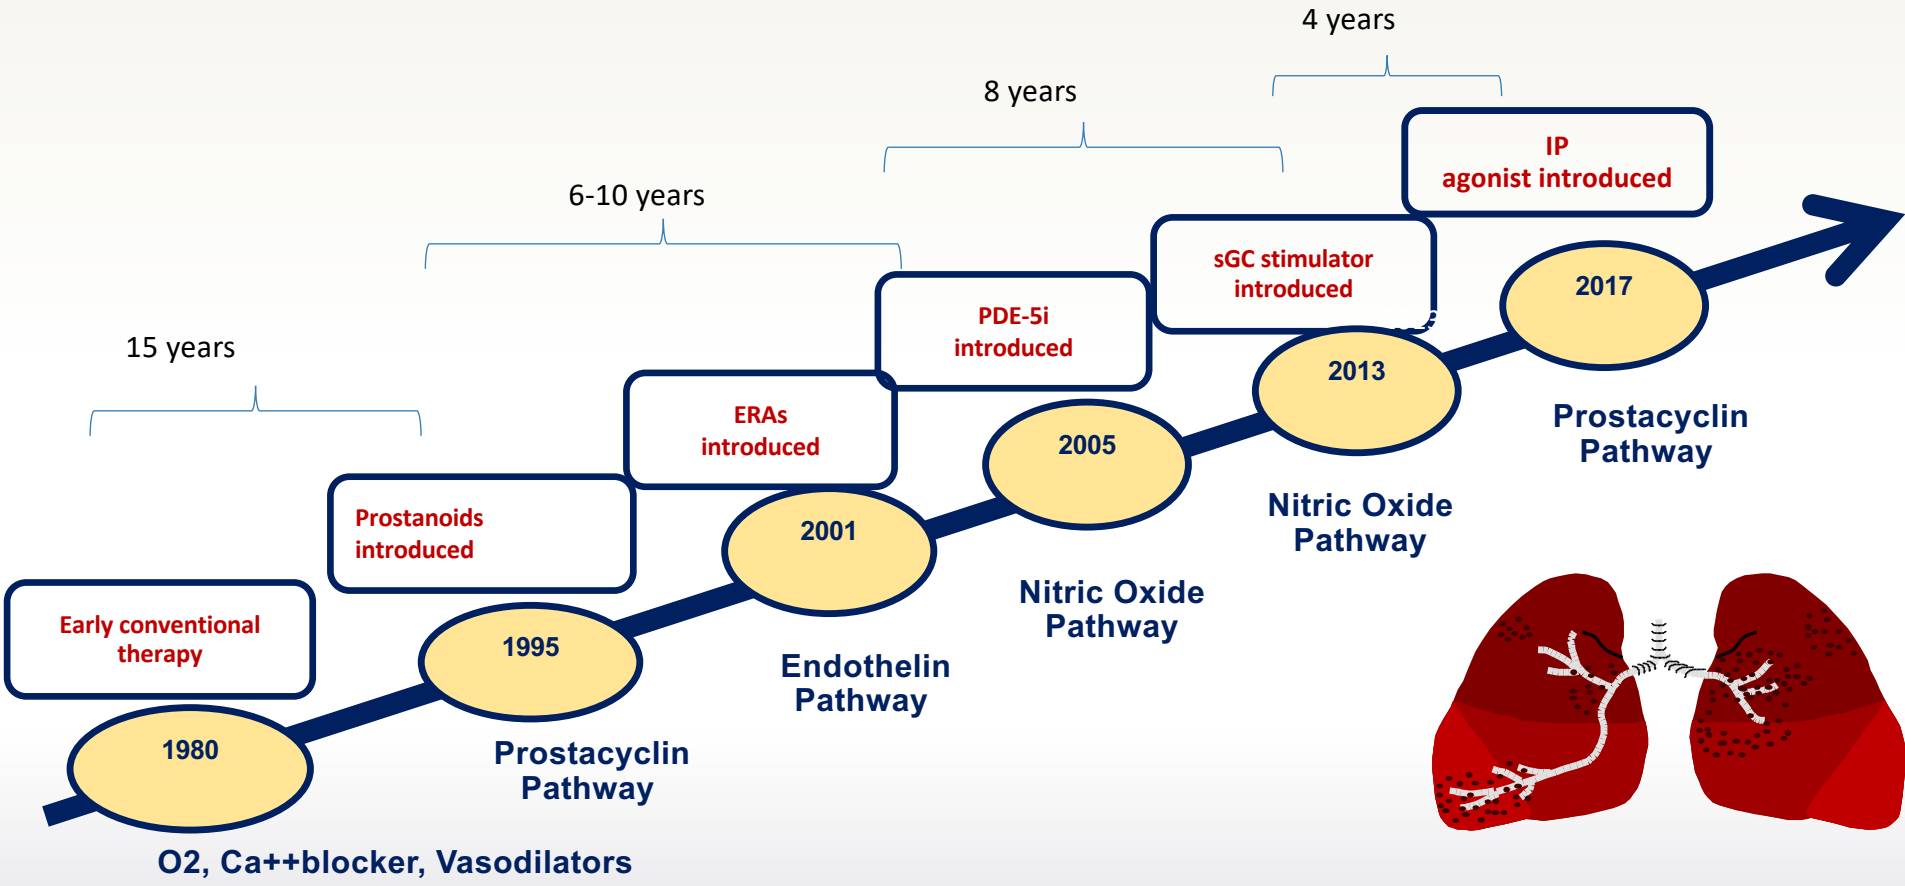 4 years
8 years
IP
agonist introduced
6-10 years
sGC stimulator
introduced
2017
PDE-5i
introduced
15 years
2013
ERAs
introduced
Prostacyclin
Pathway
2005
Prostanoids
introduced
2001
Nitric Oxide
Pathway
Nitric Oxide
Pathway
Early conventional
therapy
1995
Endothelin
Pathway
1980
Prostacyclin
Pathway
O2, Ca++blocker, Vasodilators